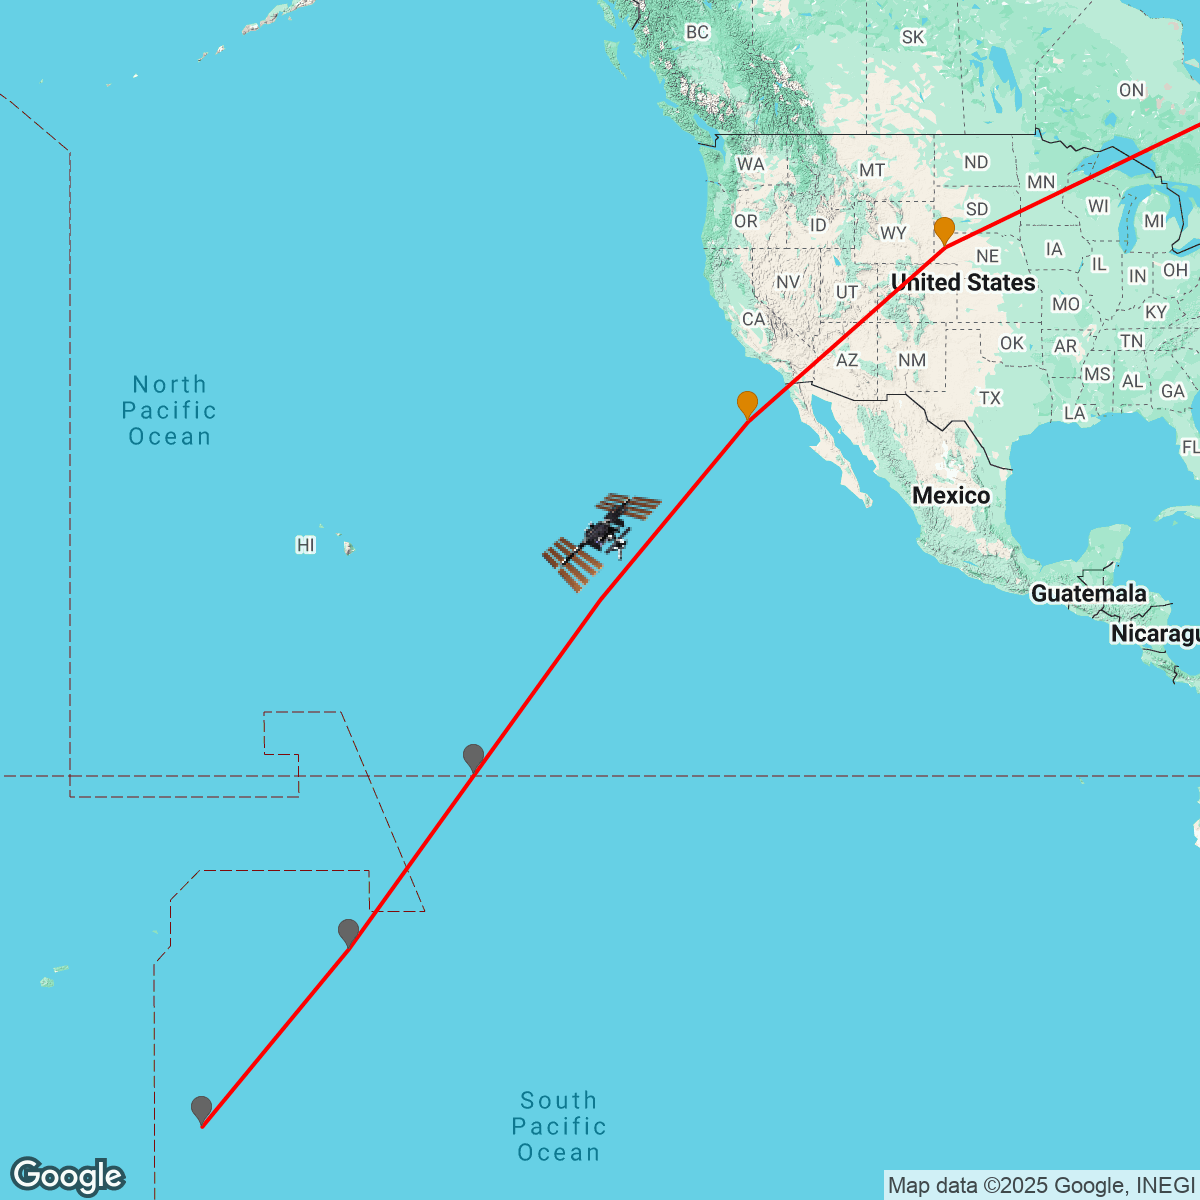 BC
SK
ON
WA
MT
ND
MN
OR
ID
WY
SD
WI
MI
NE
IA
NV
UT
United States
IL
IN
OH
CA
MO
KY
AZ
NM
OK
AR
TN
North
Pacific
Ocean
TX
MS
AL
GA
LA
FL
Mexico
HI
Guatemala
Nicaragu
South
Pacific
Ocean
Google
Map data ©2025 Google, INEGI